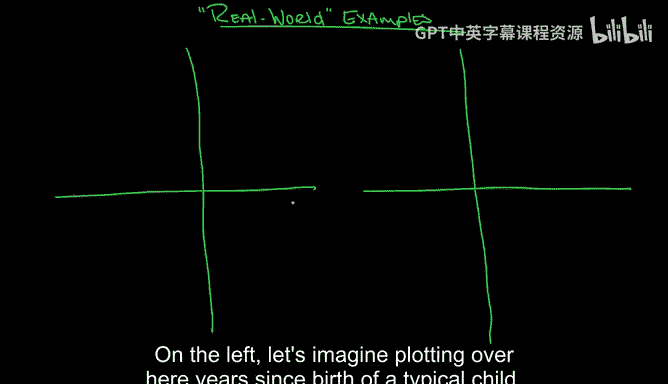 "REAL-WORLD" EXAMPLES
GPT中英字幕课程资源 bilibili
On the left, let's imagine plotting over
here years since birth of a typical child